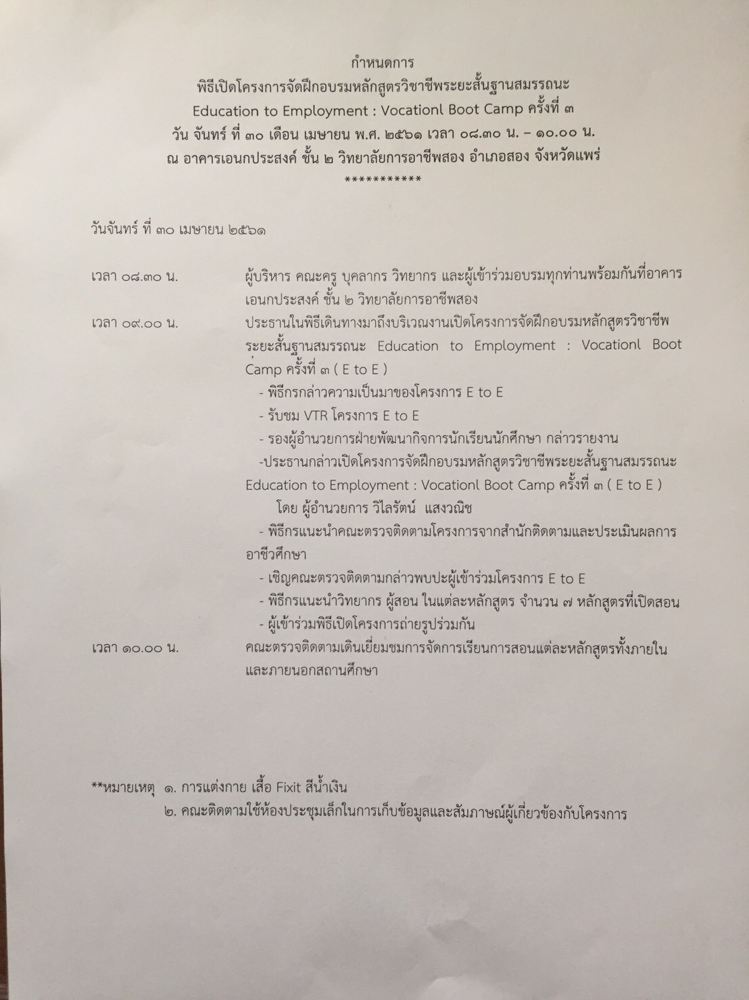 กำหนดการ
พิธีเปิดโครงการจัดฝึกอบรมหลักสูตรวิชาชีพระยะสั้นฐานสมรรถนะ
Education to Employment : Vocationl Boot Camp ครั้งที่ ๓
วัน จันทร์ ที่ ๓๐ เดือน เมษายน พ.ศ. ๒๕๖๑ เวลา ๐๘.๓๐ น. – ๑๐.๐๐ น.
ณ อาคารเอนกประสงค์ ชั้น ๒ วิทยาลัยการอาชีพสอง อำเภอสอง จังหวัดแพร่
***********
วันจันทร์ ที่ ๓๐ เมษายน ๒๕๖๑
เวลา ๐๘.๓๐ น. ผู้บริหาร คณะครู บุคลากร วิทยากร และผู้เข้าร่วมอบรมทุกท่านพร้อมกันที่อาคาร
เอนกประสงค์ ชั้น ๒ วิทยาลัยการอาชีพสอง
เวลา ๐๙.๐๐ น. ประธานในพิธีเดินทางมาถึงบริเวณงานเปิดโครงการจัดฝึกอบรมหลักสูตรวิชาชีพ
ระยะสั้นฐานสมรรถนะ Education to Employment : Vocationl Boot
Camp ครั้งที่ ๓ ( E to E )
- พิธีกรกล่าวความเป็นมาของโครงการ E to E
- รับชม VTR โครงการ E to E
- รองผู้อำนวยการฝ่ายพัฒนากิจการนักเรียนนักศึกษา กล่าวรายงาน
-ประธานกล่าวเปิดโครงการจัดฝึกอบรมหลักสูตรวิชาชีพระยะสั้นฐานสมรรถนะ
Education to Employment : Vocationl Boot Camp ครั้งที่ ๓ ( E to E )
โดย ผู้อำนวยการ วิไลรัตน์ แสงวณิช
- พิธีกรแนะนำคณะตรวจติดตามโครงการจากสำนักติดตามและประเมินผลการ
อาชีวศึกษา
- เชิญคณะตรวจติดตามกล่าวพบปะผู้เข้าร่วมโครงการ E to E
- พิธีกรแนะนำวิทยากร ผู้สอน ในแต่ละหลักสูตร จำนวน ๗ หลักสูตรที่เปิดสอน
- ผู้เข้าร่วมพิธีเปิดโครงการถ่ายรูปร่วมกัน
เวลา ๑๐.๐๐ น. คณะตรวจติดตามเดินเยี่ยมชมการจัดการเรียนการสอนแต่ละหลักสูตรทั้งภายใน
และภายนอกสถานศึกษา
**หมายเหตุ ๑. การแต่งกาย เสื้อ Fixit สีน้ำเงิน
๒. คณะติดตามใช้ห้องประชุมเล็กในการเก็บข้อมูลและสัมภาษณ์ผู้เกี่ยวข้องกับโครงการ